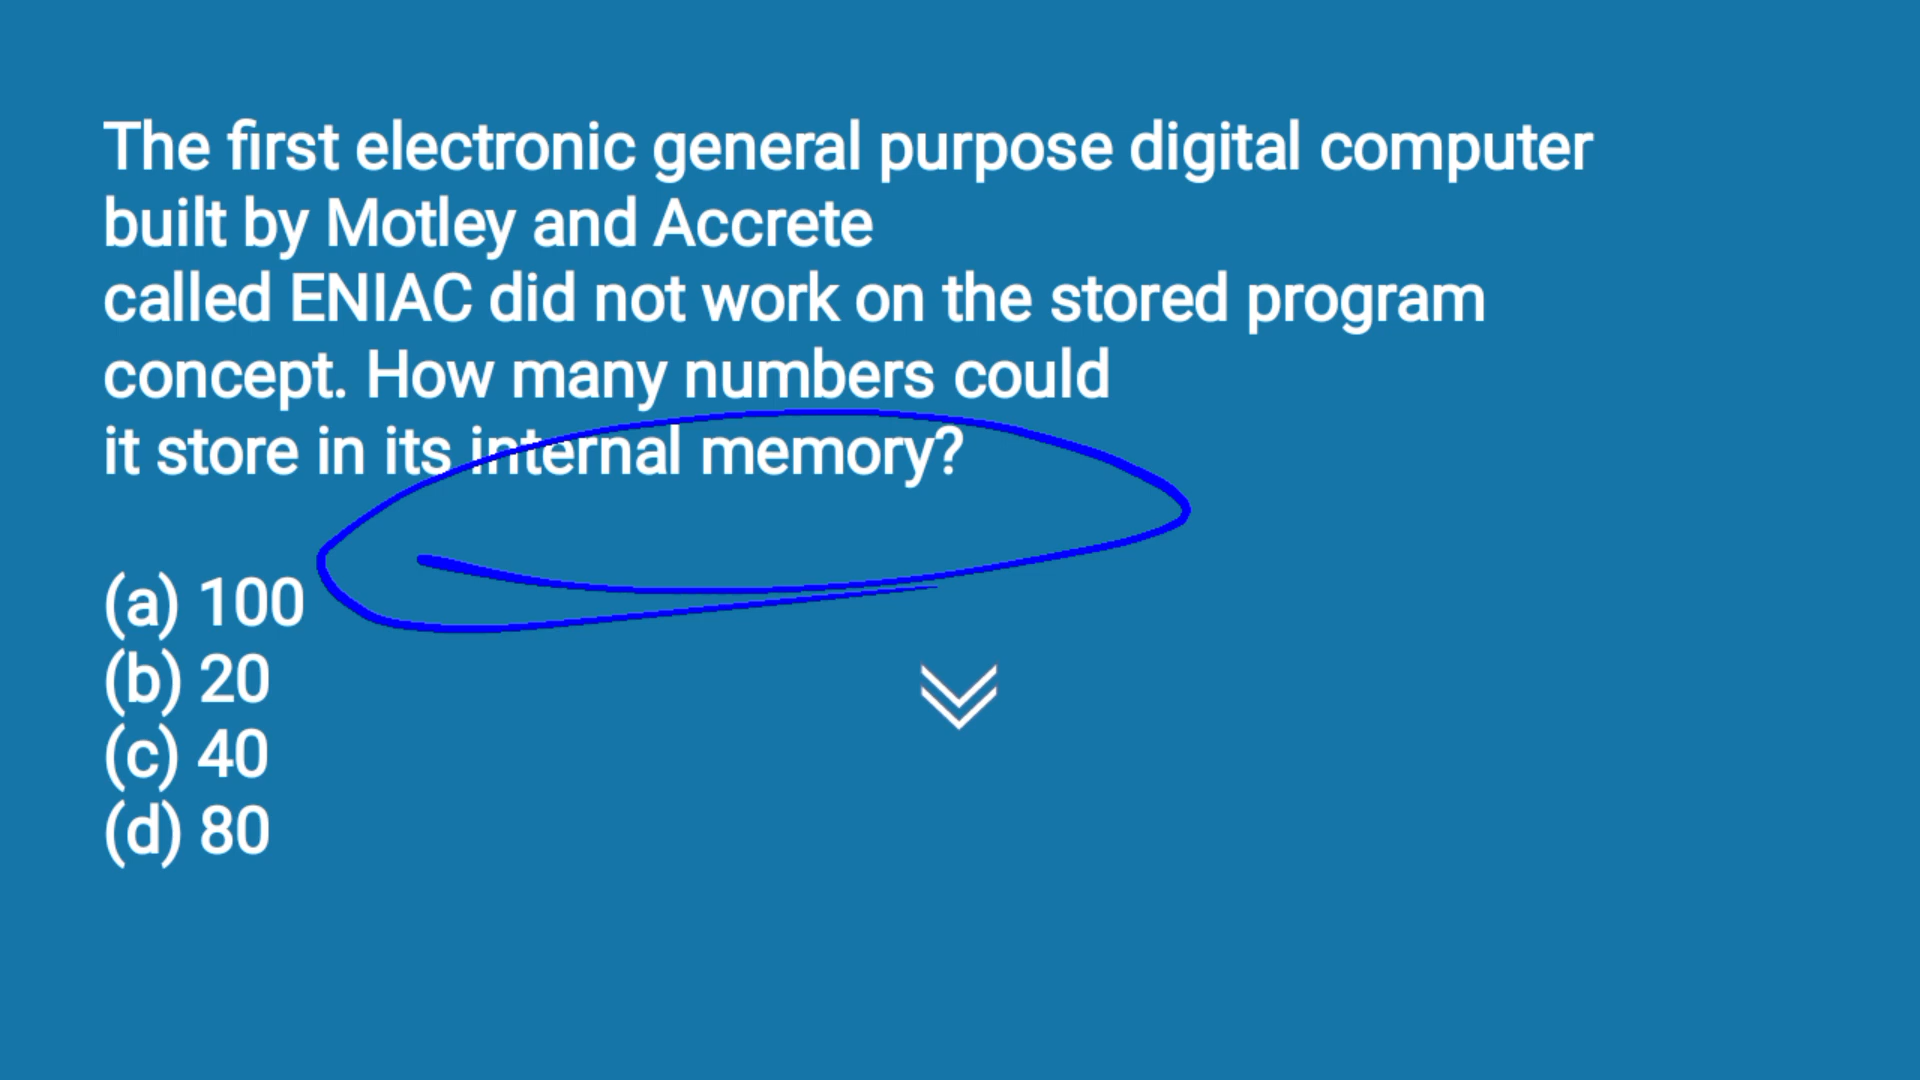 The first electronic general purpose digital computer
built by Motley and Accrete
called ENIAC did not work on the stored program
concept. How many numbers could
it store in its internal memory?
(a) 100
(b) 20
(c) 40
(d) 80